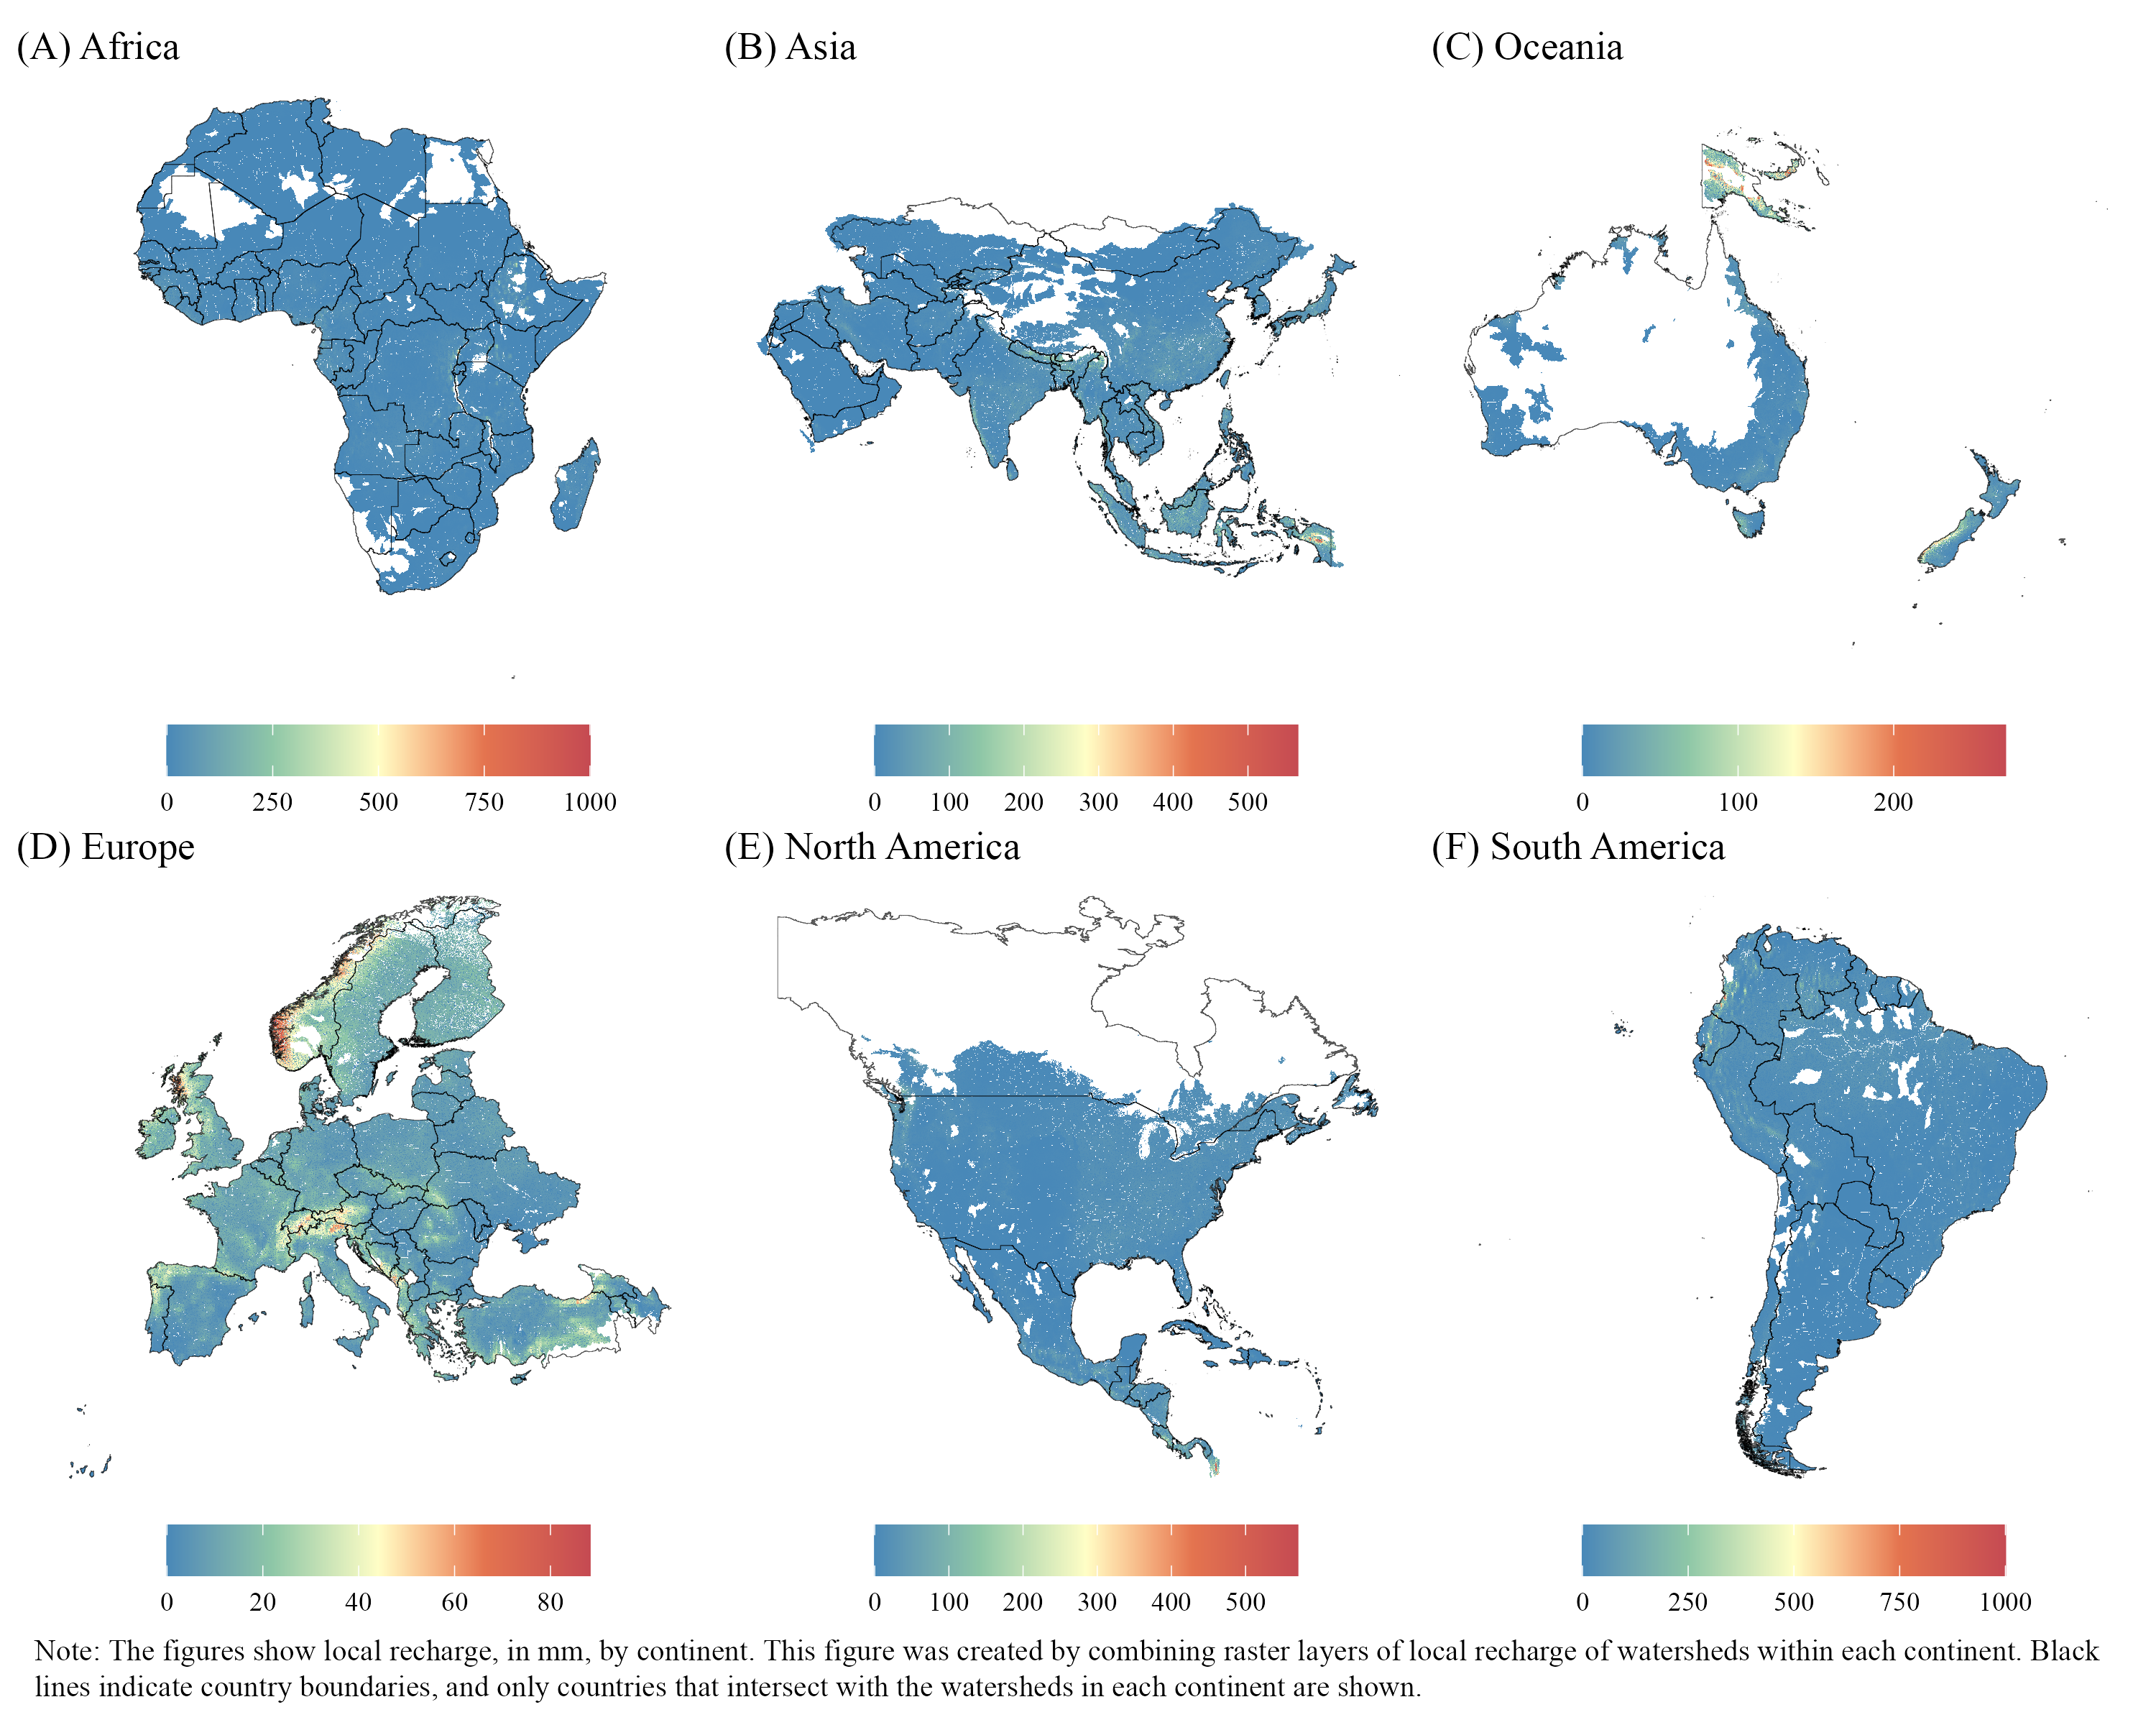 (A) Africa
(B) Asia
(C) Oceania
0 250 500 750 1000
0 100 200 300 400 500
0 100 200
(D) Europe
(E) North America
(F) South America
0 20 40 60 80
0 100 200 300 400 500
0 250 500 750 1000
Note: The figures show local recharge, in mm, by continent. This figure was created by combining raster layers of local recharge of watersheds within each continent. Black
lines indicate country boundaries, and only countries that intersect with the watersheds in each continent are shown.